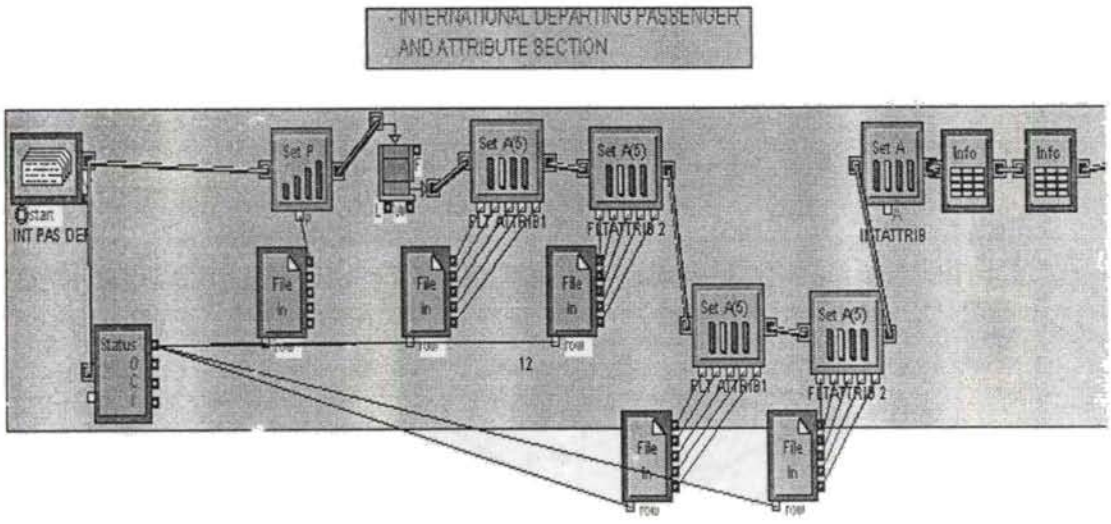 - INTERNATIONAL DEPARTING PASSENGER
AND ATTRIBUTE SECTION
Set P
Set A(5)
Set A(5)
Set A
Info
Info
start
INT PAS DEP
FLT ATTRIB1
FLTATTRIB 2
A
INTATTRIB
File
in
File
in
File
in
Set A(5)
Set A(5)
Status
0
C
row
row
row
12
FLT ATTRIB1
FLTATTRIB 2
File
in
File
in
row
row